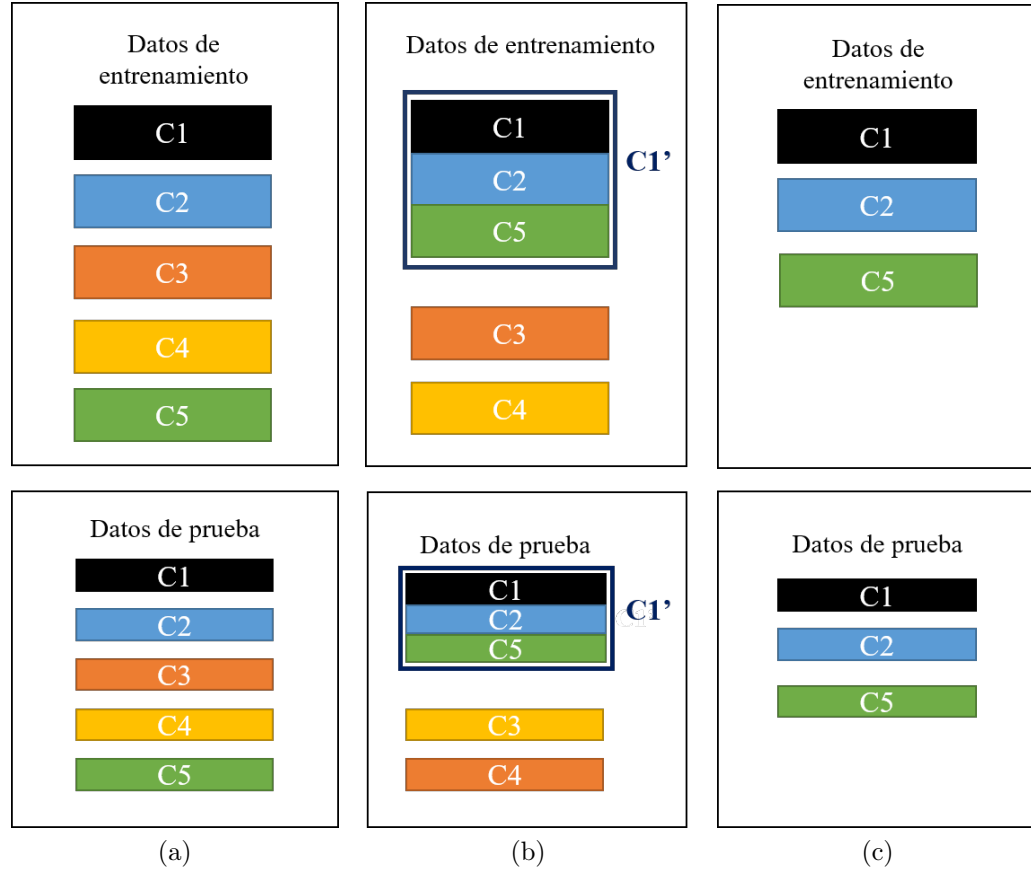 Datos de
entrenamiento
C1
C2
C3
C4
C5
Datos de entrenamiento
C1
C2
C5
C1’
C3
C4
Datos de
entrenamiento
C1
C2
C5
Datos de prueba
C1
C2
C3
C4
C5
Datos de prueba
C1
C2
C5
C1’
C1’
C3
C4
Datos de prueba
C1
C2
C5
(a)
(b)
(c)